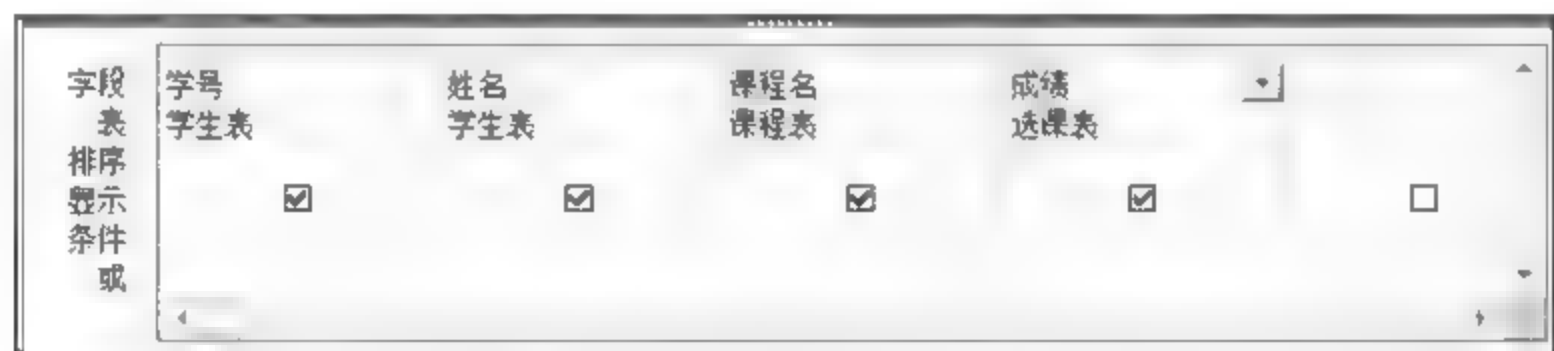 字段 学号 姓名 课程名 成绩
表 学生表 学生表 课程表 选课表
排序
显示
条件
或